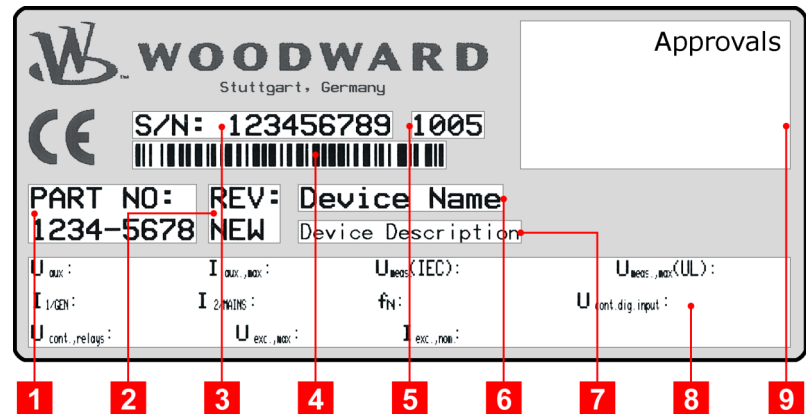 WOODWARD
Stuttgart, Germany
Approvals
CE
S/N: 123456789 1005
PART NO: REV: Device Name
1234-5678 NEW Device Description
U aux: I aux.,max: Umeas(IEC): Umeas.,max(UL):
I 1/GEN: I 2/MAINS: fN: U cont.dig.input:
U cont.,relays: U exc.,max: I exc.,nom.:
1 2 3 4 5 6 7 8 9